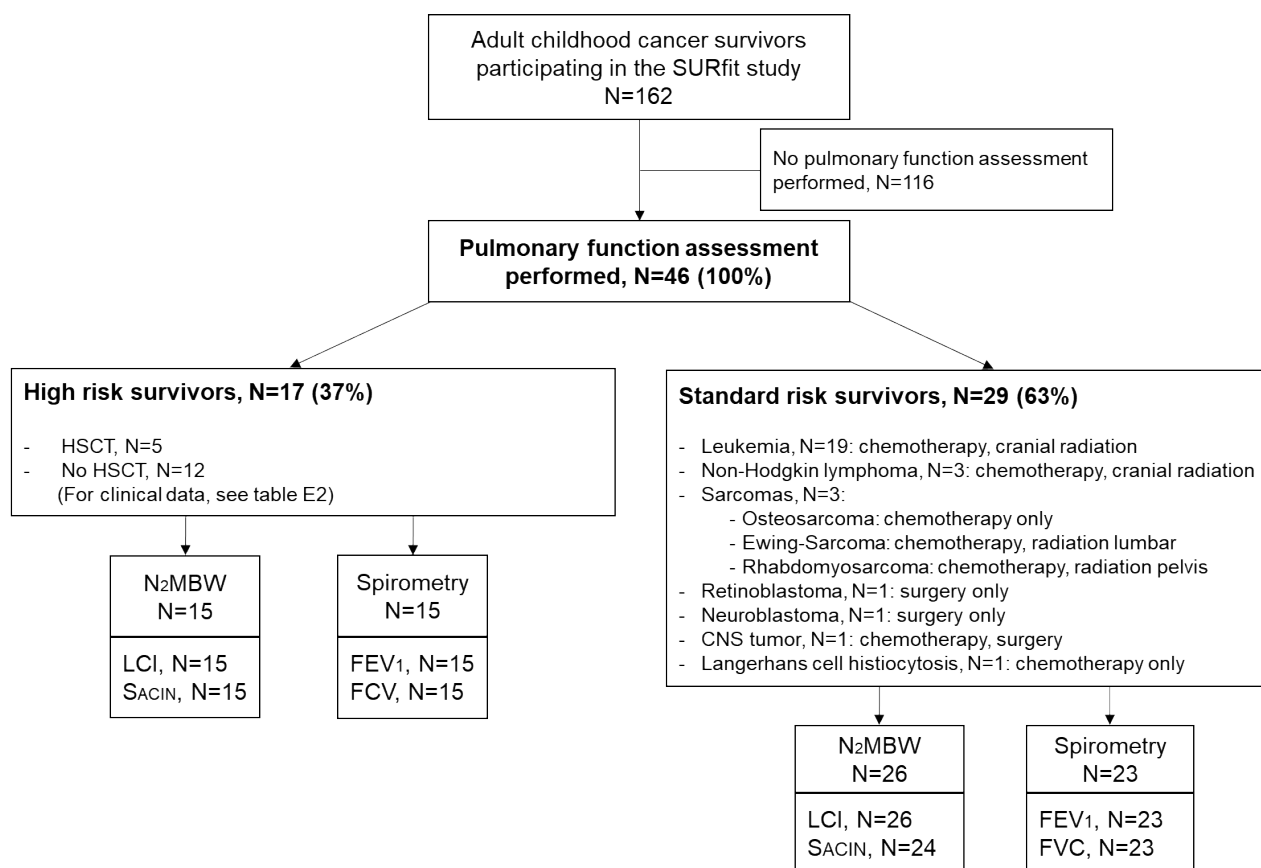 Adult childhood cancer survivors
participating in the SURfit study
N=162
No pulmonary function assessment
performed, N=116
Pulmonary function assessment
performed, N=46 (100%)
High risk survivors, N=17 (37%)
- HSCT, N=5
- No HSCT, N=12
(For clinical data, see table E2)
N2MBW
N=15
LCI, N=15
SACIN, N=15
Spirometry
N=15
FEV1, N=15
FCV, N=15
Standard risk survivors, N=29 (63%)
- Leukemia, N=19: chemotherapy, cranial radiation
- Non-Hodgkin lymphoma, N=3: chemotherapy, cranial radiation
- Sarcomas, N=3:
- Osteosarcoma: chemotherapy only
- Ewing-Sarcoma: chemotherapy, radiation lumbar
- Rhabdomyosarcoma: chemotherapy, radiation pelvis
- Retinoblastoma, N=1: surgery only
- Neuroblastoma, N=1: surgery only
- CNS tumor, N=1: chemotherapy, surgery
- Langerhans cell histiocytosis, N=1: chemotherapy only
N2MBW
N=26
LCI, N=26
SACIN, N=24
Spirometry
N=23
FEV1, N=23
FVC, N=23